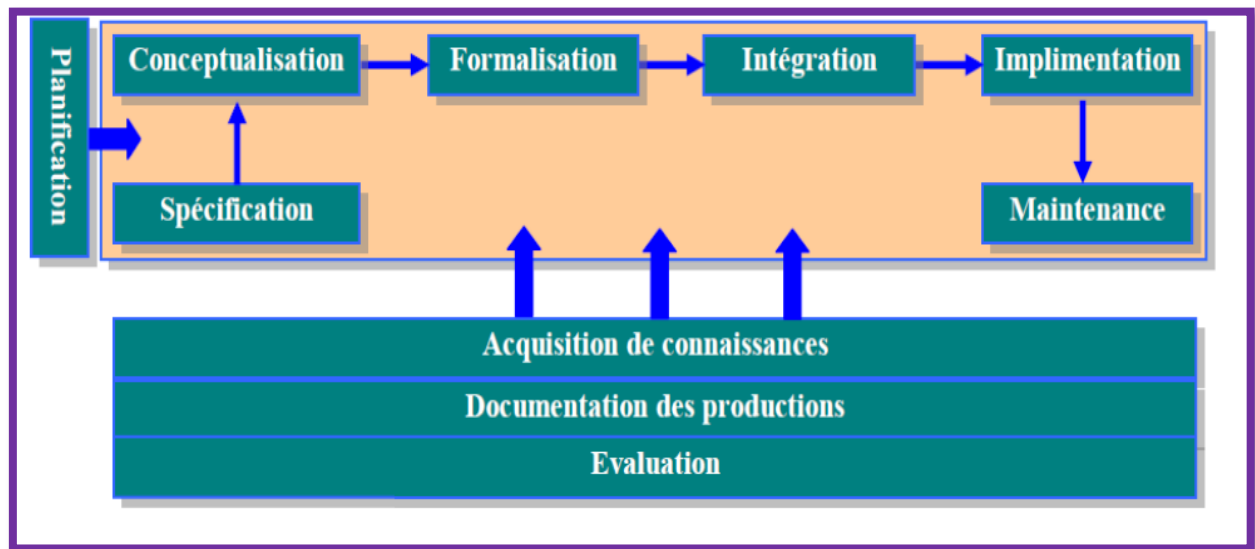 Planification
Conceptualisation
Formalisation
Intégration
Implimentation
Spécification
Maintenance
Acquisition de connaissances
Documentation des productions
Evaluation